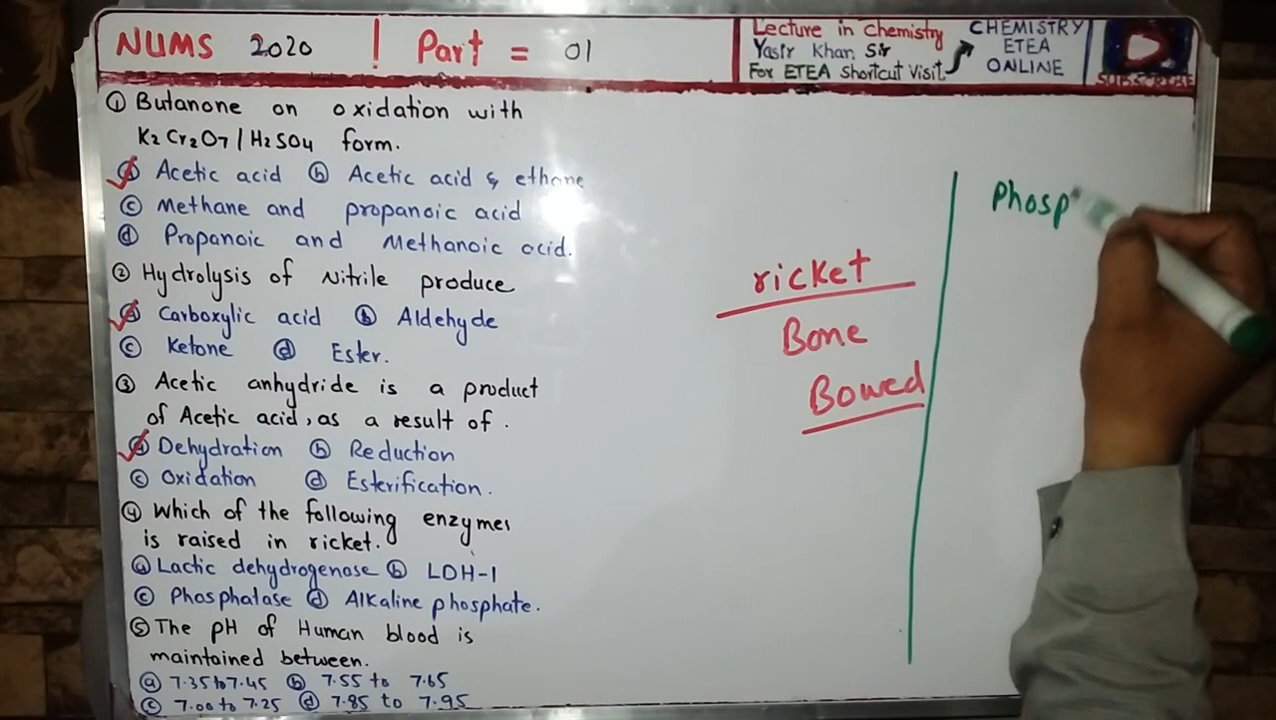 NUMS 2020 ! Part = 01
Lecture in Chemistry
Yasir Khan Sir
For ETEA Shortcut Visit
CHEMISTRY
ETEA
ONLINE
SUBSCRIBE
① Butanone on oxidation with
K2Cr2O7/H2SO4 form.
ⓐ Acetic acid ⓑ Acetic acid & ethane
ⓒ Methane and propanoic acid
ⓓ Propanoic and Methanoic acid.
② Hydrolysis of Nitrile produce
ⓐ Carboxylic acid ⓑ Aldehyde
ⓒ Ketone ⓓ Ester.
③ Acetic anhydride is a product
of Acetic acid, as a result of.
ⓐ Dehydration ⓑ Reduction
ⓒ Oxidation ⓓ Esterification.
④ Which of the following enzymes
is raised in ricket.
ⓐ Lactic dehydrogenase ⓑ LDH-1
ⓒ Phosphalase ⓓ Alkaline phosphate.
⑤ The pH of Human blood is
maintained between.
ⓐ 7.35 to 7.45 ⓑ 7.55 to 7.65
ⓒ 7.00 to 7.25 ⓓ 7.85 to 7.95
ricket
Bone
Bowed
Phosp